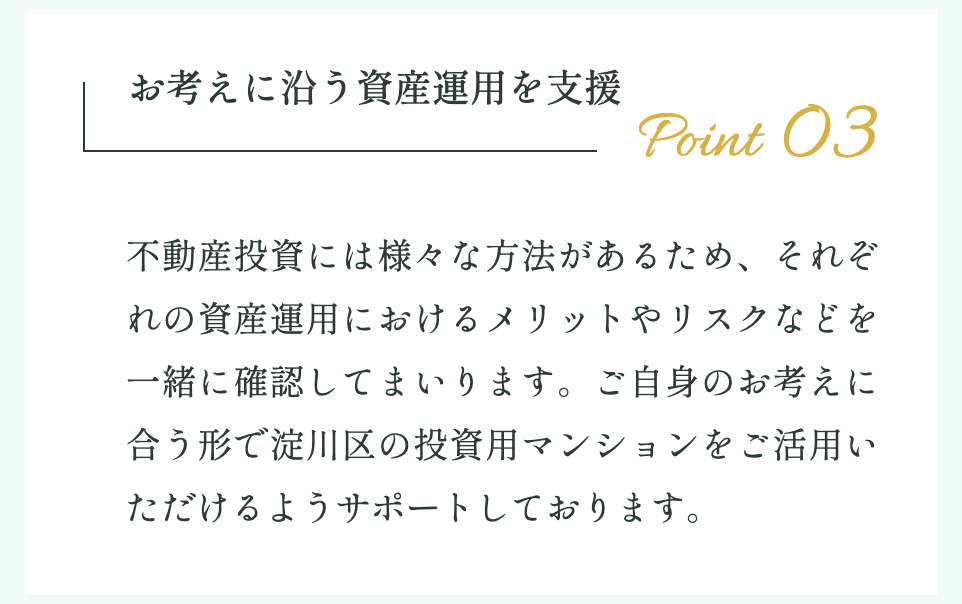 お考えに沿う資産運用を支援
Point 03
不動産投資には様々な方法があるため、それぞ
れの資産運用におけるメリットやリスクなどを
一緒に確認してまいります。ご自身のお考えに
合う形で淀川区の投資用マンションをご活用い
ただけるようサポートしております。